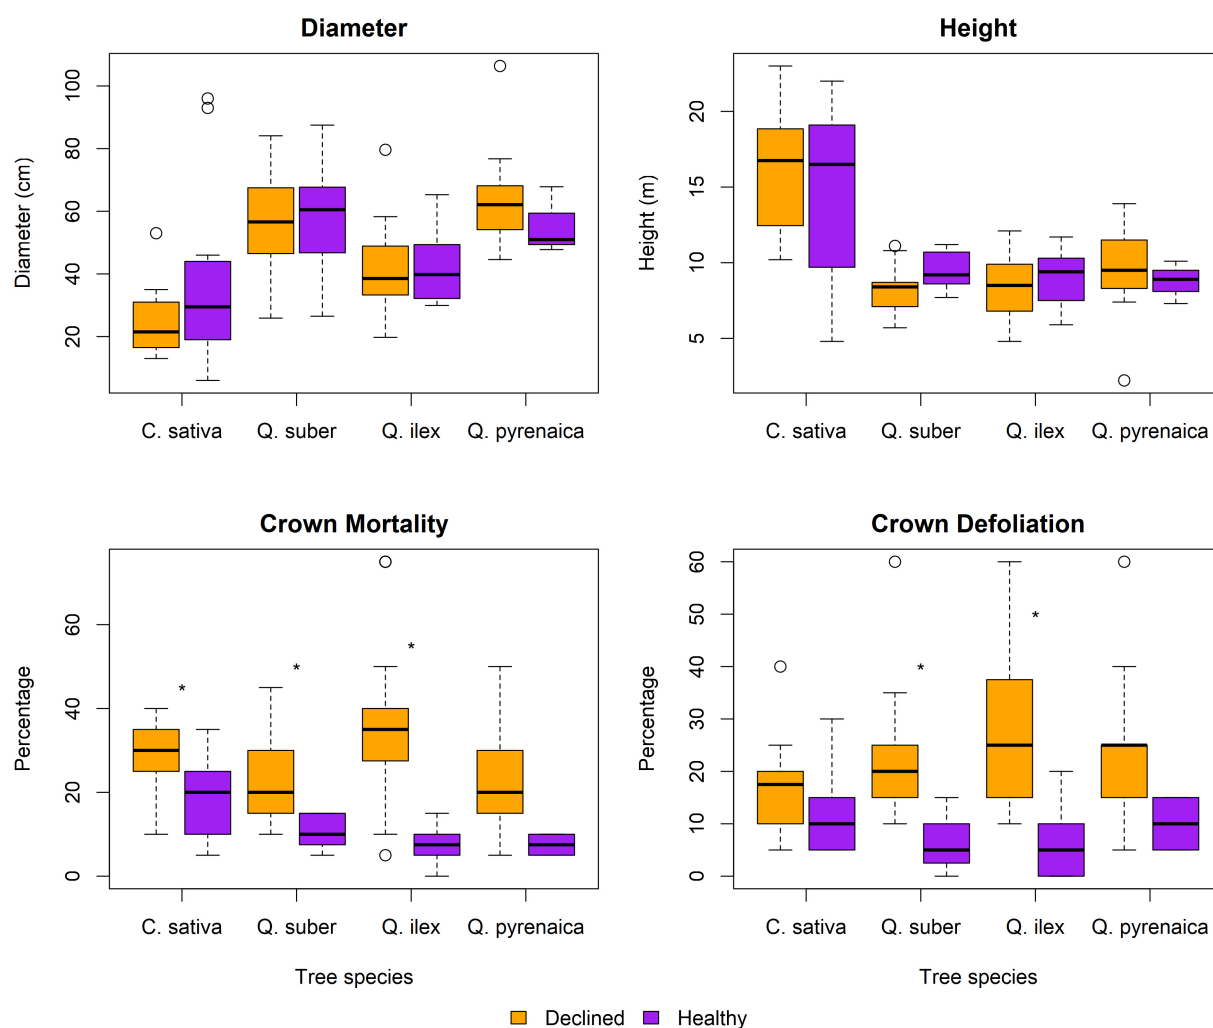 Diameter
Diameter (cm)
20 40 60 80 100
C. sativa Q. suber Q. ilex Q. pyrenaica
Height
Height (m)
5 10 15 20
C. sativa Q. suber Q. ilex Q. pyrenaica
Crown Mortality
Percentage
0 20 40 60
* * *
C. sativa Q. suber Q. ilex Q. pyrenaica
Tree species
Crown Defoliation
Percentage
0 10 20 30 40 50 60
* *
C. sativa Q. suber Q. ilex Q. pyrenaica
Tree species
Declined Healthy